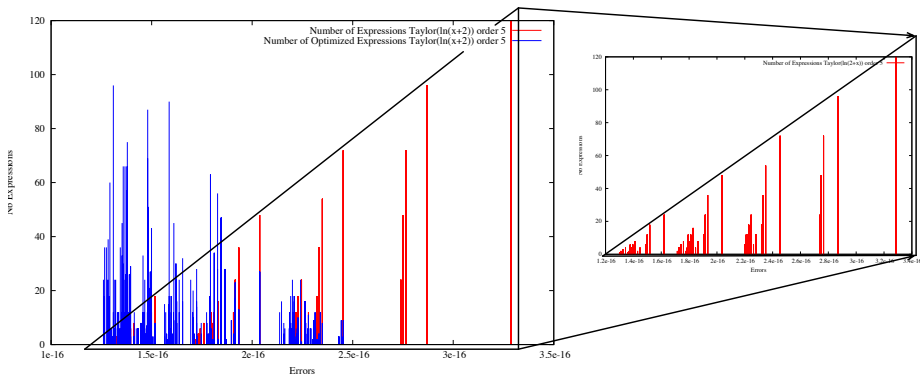 Number of Expressions Taylor(ln(x+2)) order 5
Number of Optimized Expressions Taylor(ln(x+2)) order 5
120
100
80
60
40
20
0
No Expressions
1e-16 1.5e-16 2e-16 2.5e-16 3e-16 3.5e-16
Errors
Number of Expressions Taylor(ln(2+x)) order 5
120
100
80
60
40
20
0
No Expressions
1.2e-16 1.4e-16 1.6e-16 1.8e-16 2e-16 2.2e-16 2.4e-16 2.6e-16 2.8e-16 3e-16 3.2e-16 3.4e-16
Errors